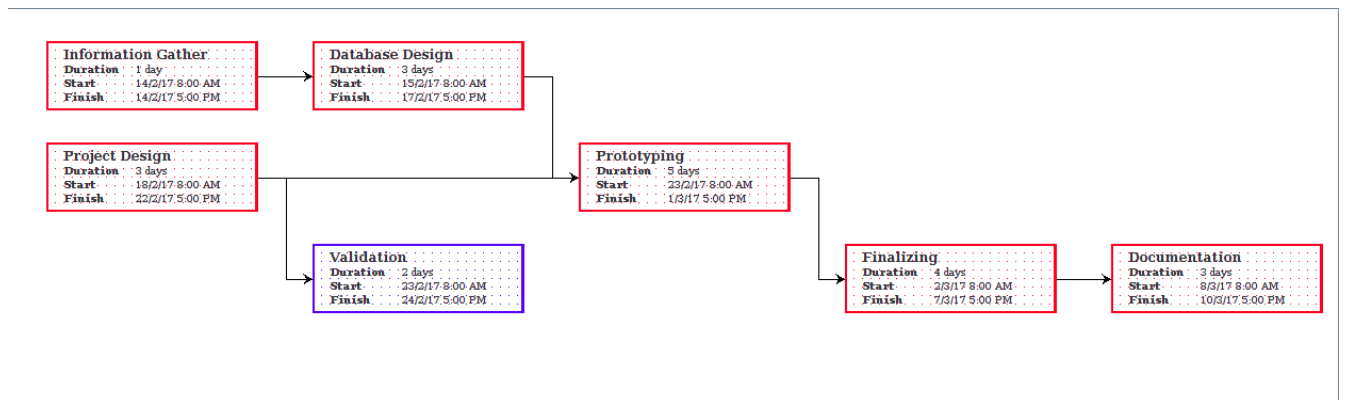 Information Gather
Duration 1 day
Start 14/2/17 8:00 AM
Finish 14/2/17 5:00 PM
Database Design
Duration 3 days
Start 15/2/17 8:00 AM
Finish 17/2/17 5:00 PM
Project Design
Duration 3 days
Start 18/2/17 8:00 AM
Finish 22/2/17 5:00 PM
Prototyping
Duration 5 days
Start 23/2/17 8:00 AM
Finish 1/3/17 5:00 PM
Validation
Duration 2 days
Start 23/2/17 8:00 AM
Finish 24/2/17 5:00 PM
Finalizing
Duration 4 days
Start 2/3/17 8:00 AM
Finish 7/3/17 5:00 PM
Documentation
Duration 3 days
Start 8/3/17 8:00 AM
Finish 10/3/17 5:00 PM